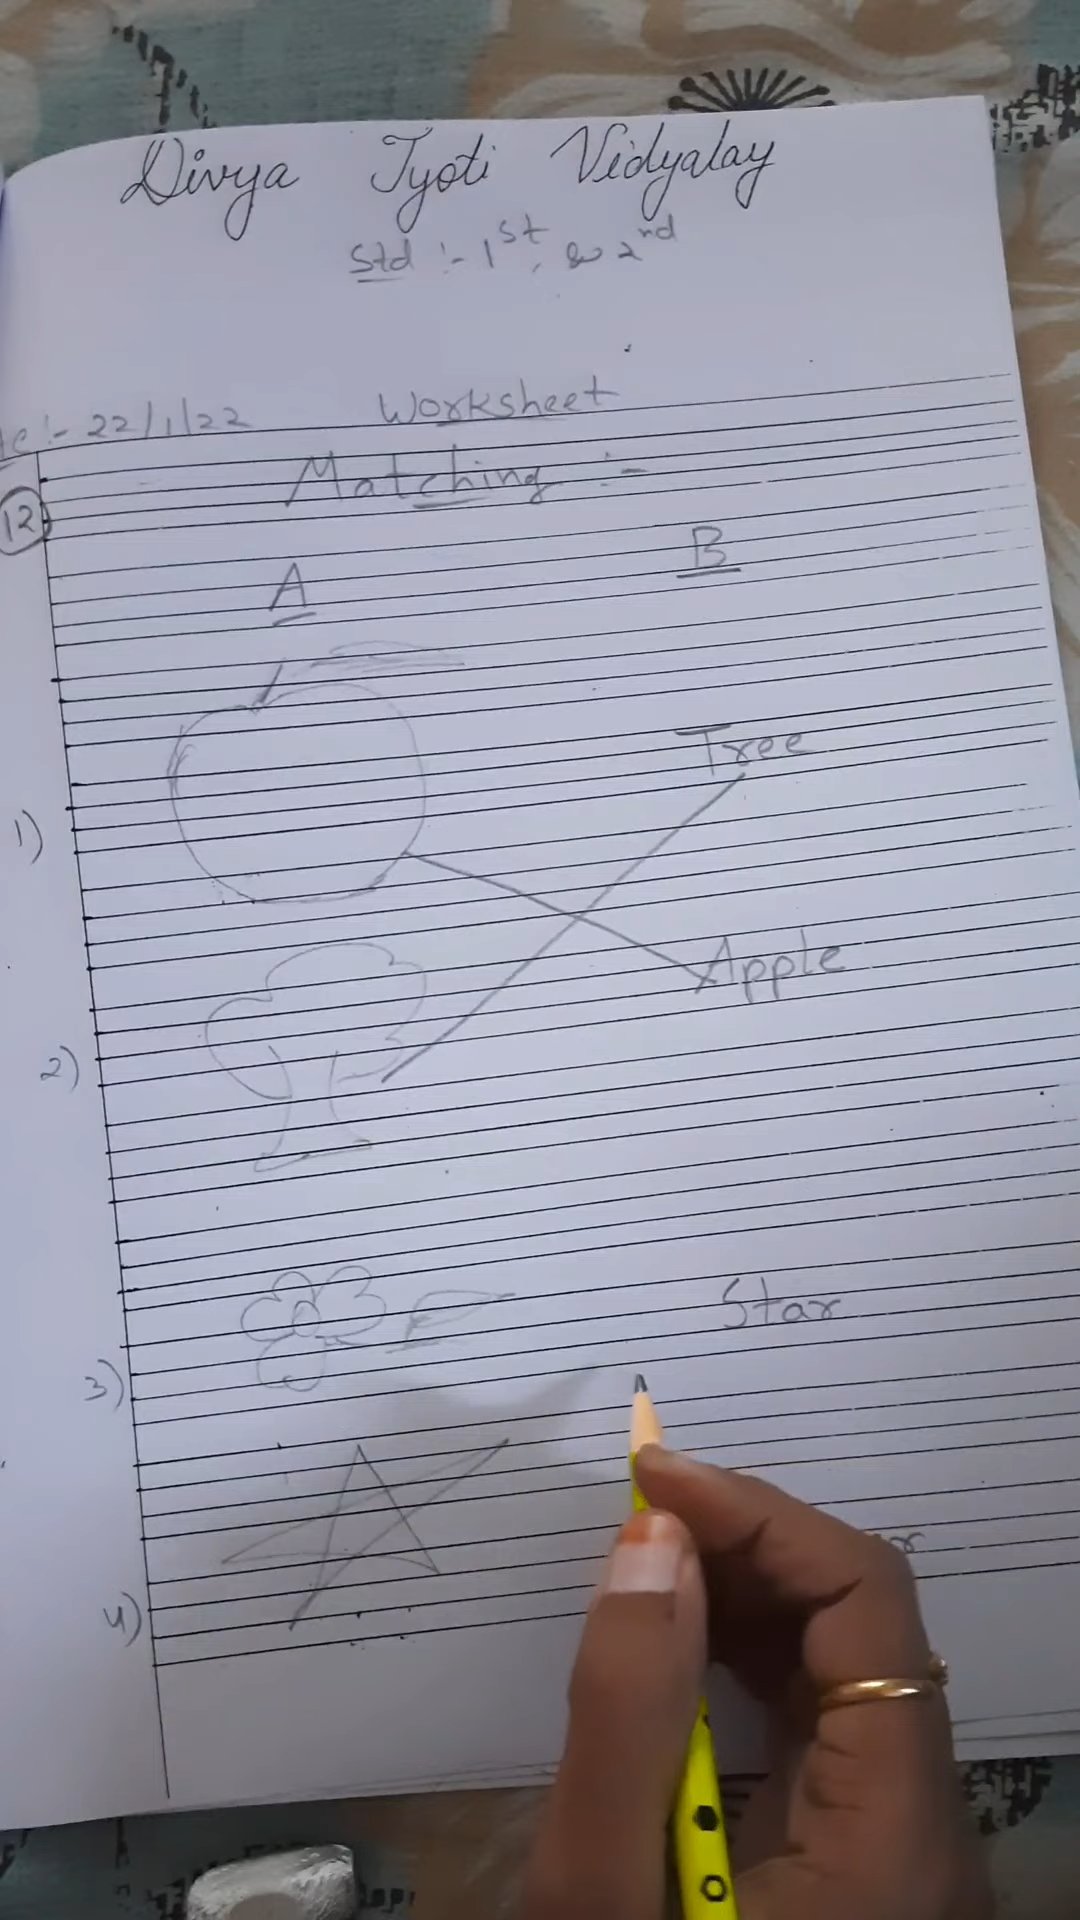 Divya Jyoti Vidyalay
Std :- 1st, & 2nd
:- 22/1/22 Worksheet
12 Matching :-
A B
Tree
1)
Apple
2)
Star
3)
4)